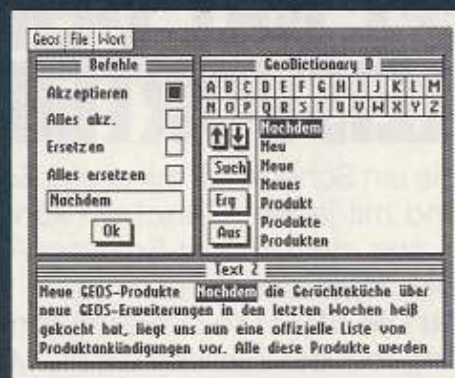 Geos File Wort
Befehle
Akzeptieren
Alles akz.
Ersetzen
Alles ersetzen
Nachdem
Ok
GeoDictionary D
A B C D E F G H I J K L M
N O P Q R S T U V W X Y Z
Such
Erg
Aus
Nachdem
Neu
Neue
Neues
Produkt
Produkte
Produkten
Text 2
Neue GEOS-Produkte Nachdem die Gerüchteküche über
neue GEOS-Erweiterungen in den letzten Wochen heiß
gekocht hat, liegt uns nun eine offizielle Liste von
Produktankündigungen vor. Alle diese Produkte werden